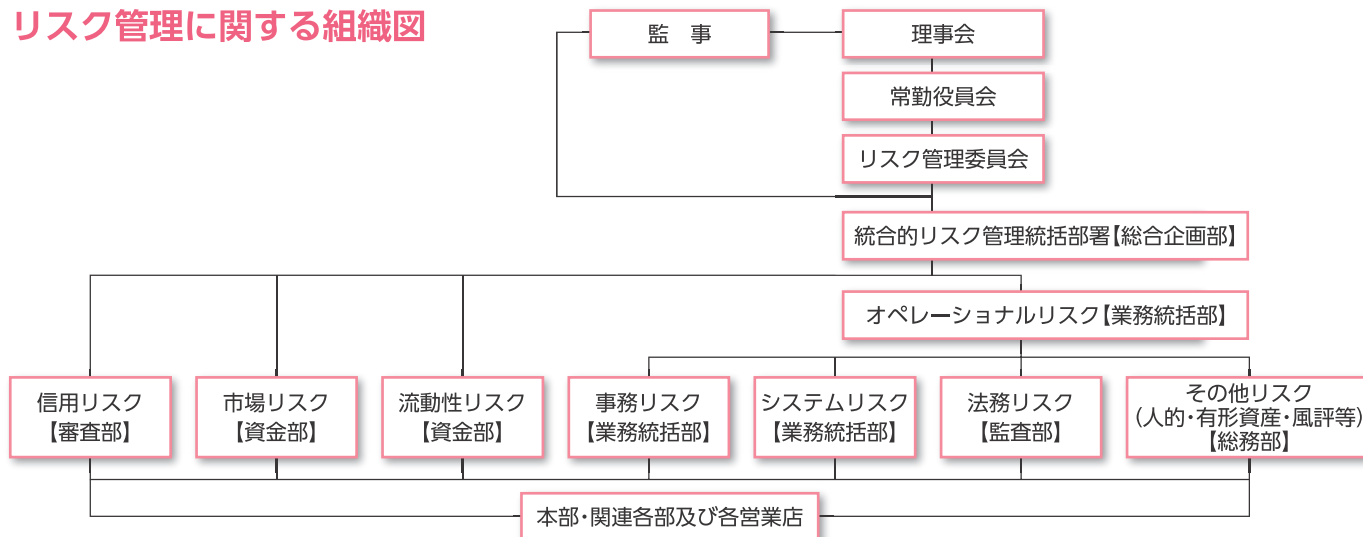 リスク管理に関する組織図
監　事
理事会
常勤役員会
リスク管理委員会
統合的リスク管理統括部署【総合企画部】
オペレーショナルリスク【業務統括部】
信用リスク
【審査部】
市場リスク
【資金部】
流動性リスク
【資金部】
事務リスク
【業務統括部】
システムリスク
【業務統括部】
法務リスク
【監査部】
その他リスク
(人的・有形資産・風評等)
【総務部】
本部・関連各部及び各営業店